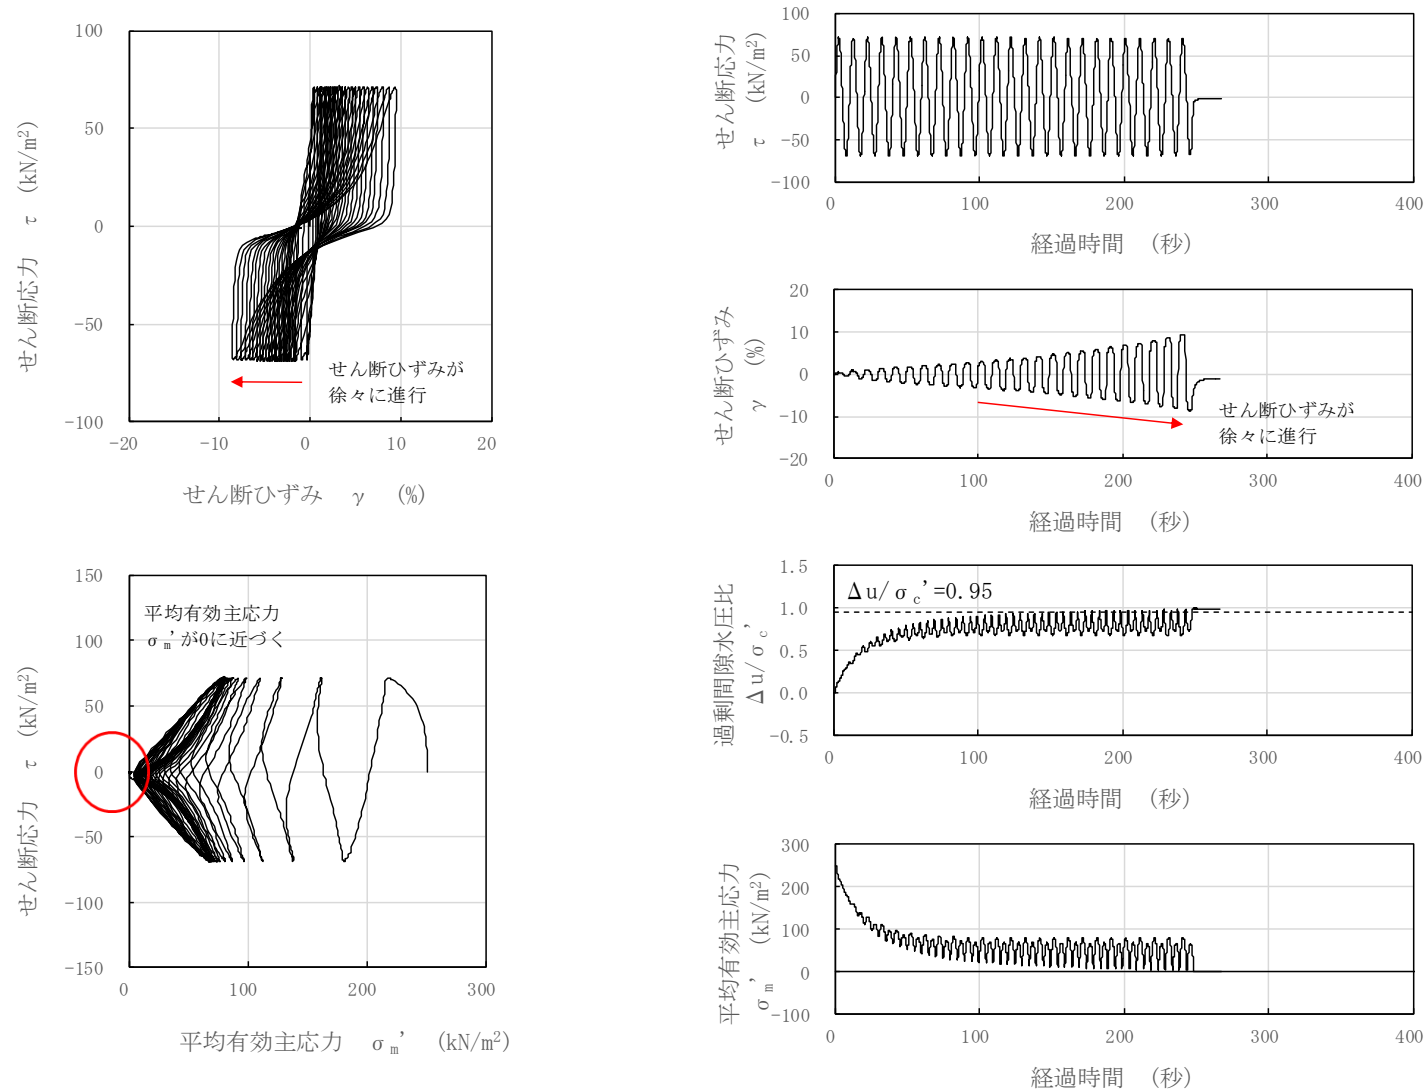 せん断応力 τ (kN/m²)
100
50
0
-50
-100
せん断ひずみが
徐々に進行
-20
-10
0
10
20
せん断ひずみ γ (%)
せん断応力 τ (kN/m²)
150
100
50
0
-50
-100
-150
平均有効主応力
σm'が0に近づく
0
100
200
300
平均有効主応力 σm' (kN/m²)
せん断応力
τ (kN/m²)
100
50
0
-50
-100
0
100
200
300
400
経過時間 (秒)
せん断ひずみ
γ (%)
20
10
0
-10
-20
せん断ひずみが
徐々に進行
0
100
200
300
400
経過時間 (秒)
過剰間隙水圧比
Δu/σc'
1.5
1.0
0.5
0.0
-0.5
Δu/σc'=0.95
0
100
200
300
400
経過時間 (秒)
平均有効主応力
σm' (kN/m²)
300
200
100
0
-100
0
100
200
300
400
経過時間 (秒)